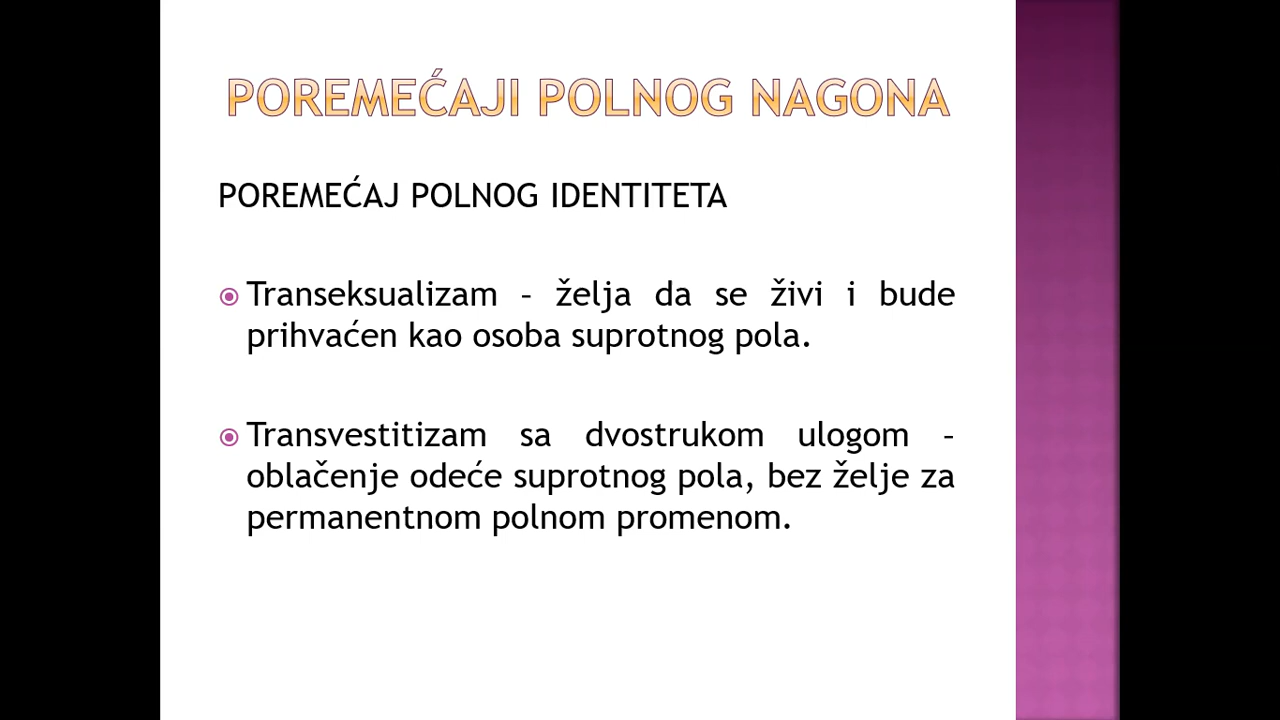 POREMEĆAJI POLNOG NAGONA
POREMEĆAJ POLNOG IDENTITETA
Transeksualizam – želja da se živi i bude
prihvaćen kao osoba suprotnog pola.
Transvestitizam sa dvostrukom ulogom –
oblačenje odeće suprotnog pola, bez želje za
permanentnom polnom promenom.